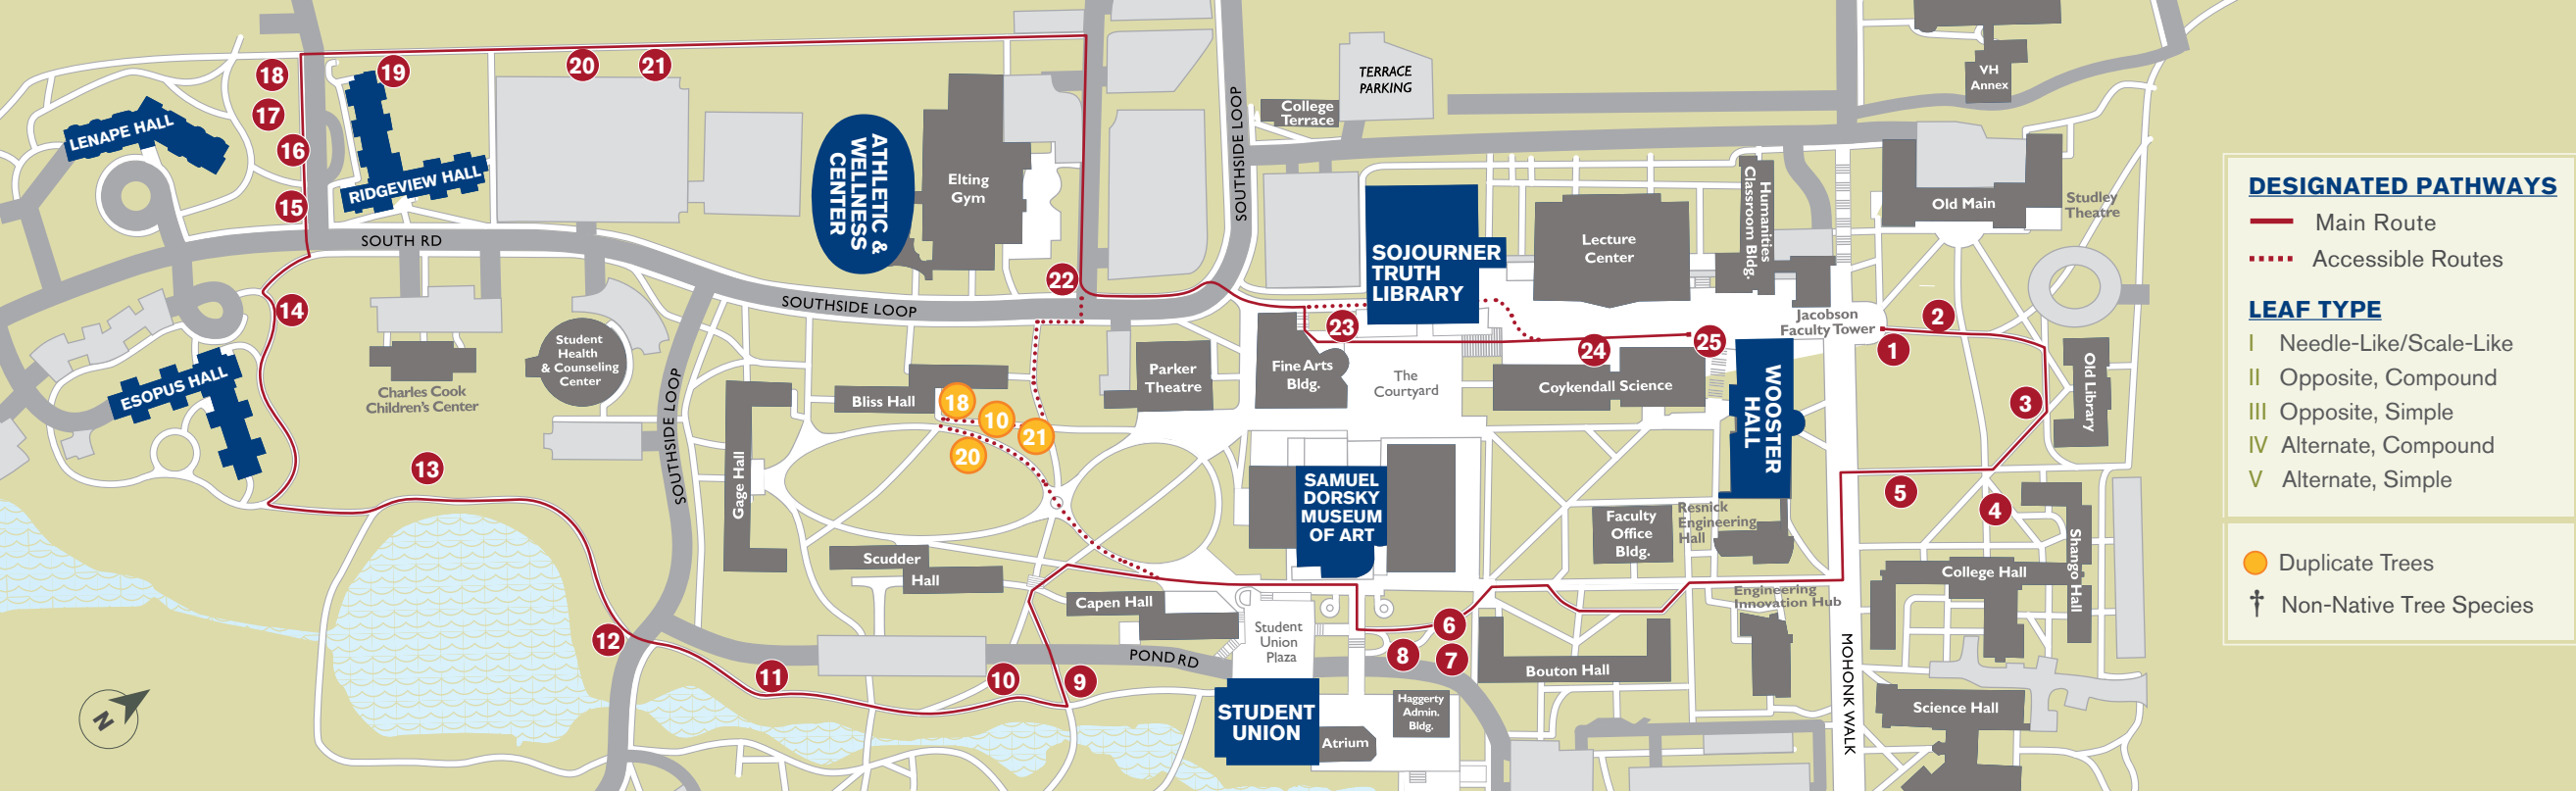 TERRACE
PARKING
VH
Annex
College
Terrace
LENAPE HALL
RIDGEVIEW HALL
18
19
20
21
17
16
15
ATHLETIC &
WELLNESS
CENTER
Elting
Gym
SOUTHSIDE LOOP
SOUTH RD
SOUTHSIDE LOOP
22
SOJOURNER
TRUTH
LIBRARY
Lecture
Center
Humanities
Classroom Bldg.
Old Main
Studley
Theatre
14
ESOPUS HALL
Charles Cook
Children's Center
Student
Health
& Counseling
Center
SOUTHSIDE LOOP
Bliss Hall
18
10
21
20
Parker
Theatre
Fine Arts
Bldg.
23
The
Courtyard
24
25
Coykendall Science
Jacobson
Faculty Tower
WOOSTER
HALL
1
2
3
Old Library
13
Gage Hall
SAMUEL
DORSKY
MUSEUM
OF ART
Faculty
Office
Bldg.
Resnick
Engineering
Hall
5
4
Shango Hall
College Hall
Scudder
Hall
Capen Hall
Student
Union
Plaza
Engineering
Innovation Hub
12
11
10
9
POND RD
6
8
7
Bouton Hall
MOHONK WALK
Science Hall
STUDENT
UNION
Atrium
Haggerty
Admin.
Bldg.
N
DESIGNATED PATHWAYS
Main Route
Accessible Routes
LEAF TYPE
I Needle-Like/Scale-Like
II Opposite, Compound
III Opposite, Simple
IV Alternate, Compound
V Alternate, Simple
Duplicate Trees
† Non-Native Tree Species